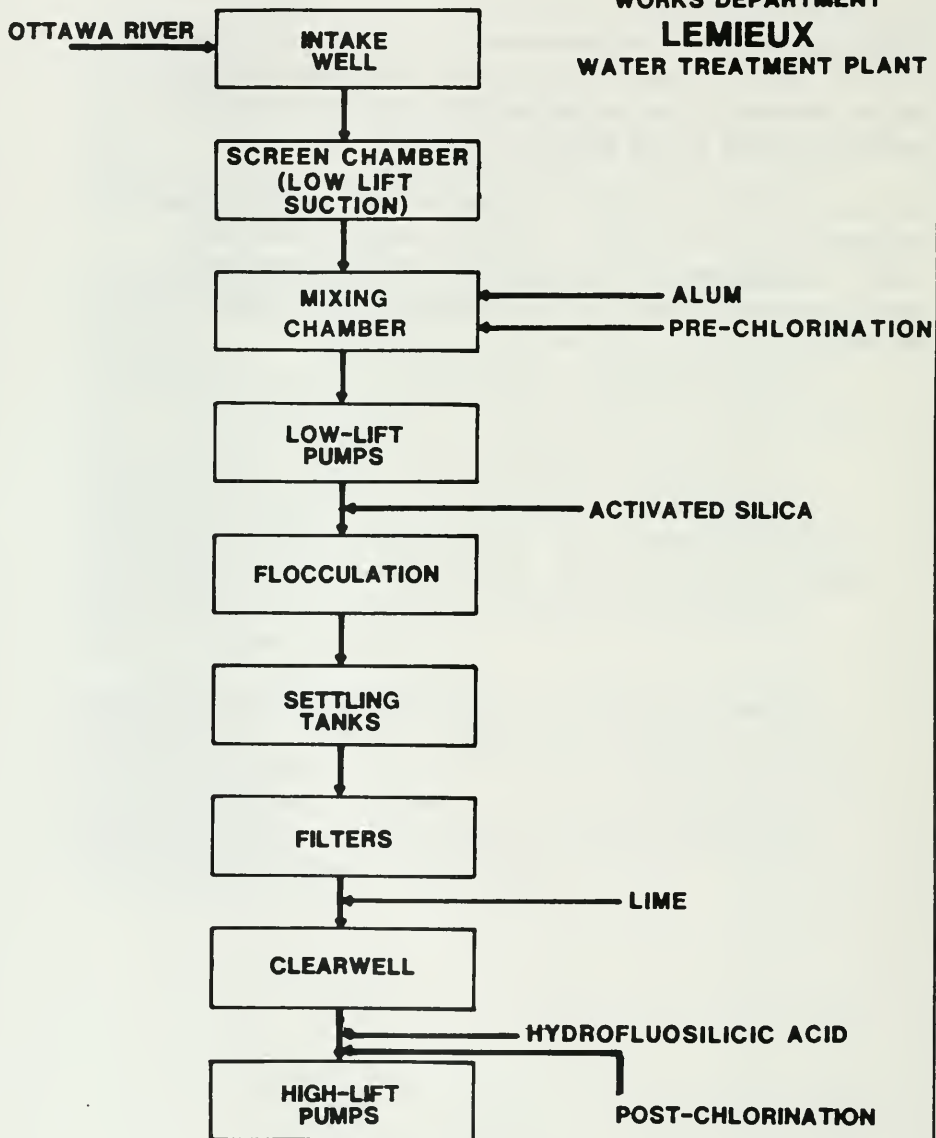 WORKS DEPARTMENT
LEMIEUX
WATER TREATMENT PLANT
OTTAWA RIVER
INTAKE
WELL
SCREEN CHAMBER
(LOW LIFT
SUCTION)
MIXING
CHAMBER
ALUM
PRE-CHLORINATION
LOW-LIFT
PUMPS
ACTIVATED SILICA
FLOCCULATION
SETTLING
TANKS
FILTERS
LIME
CLEARWELL
HYDROFLUOSILICIC ACID
HIGH-LIFT
PUMPS
POST-CHLORINATION